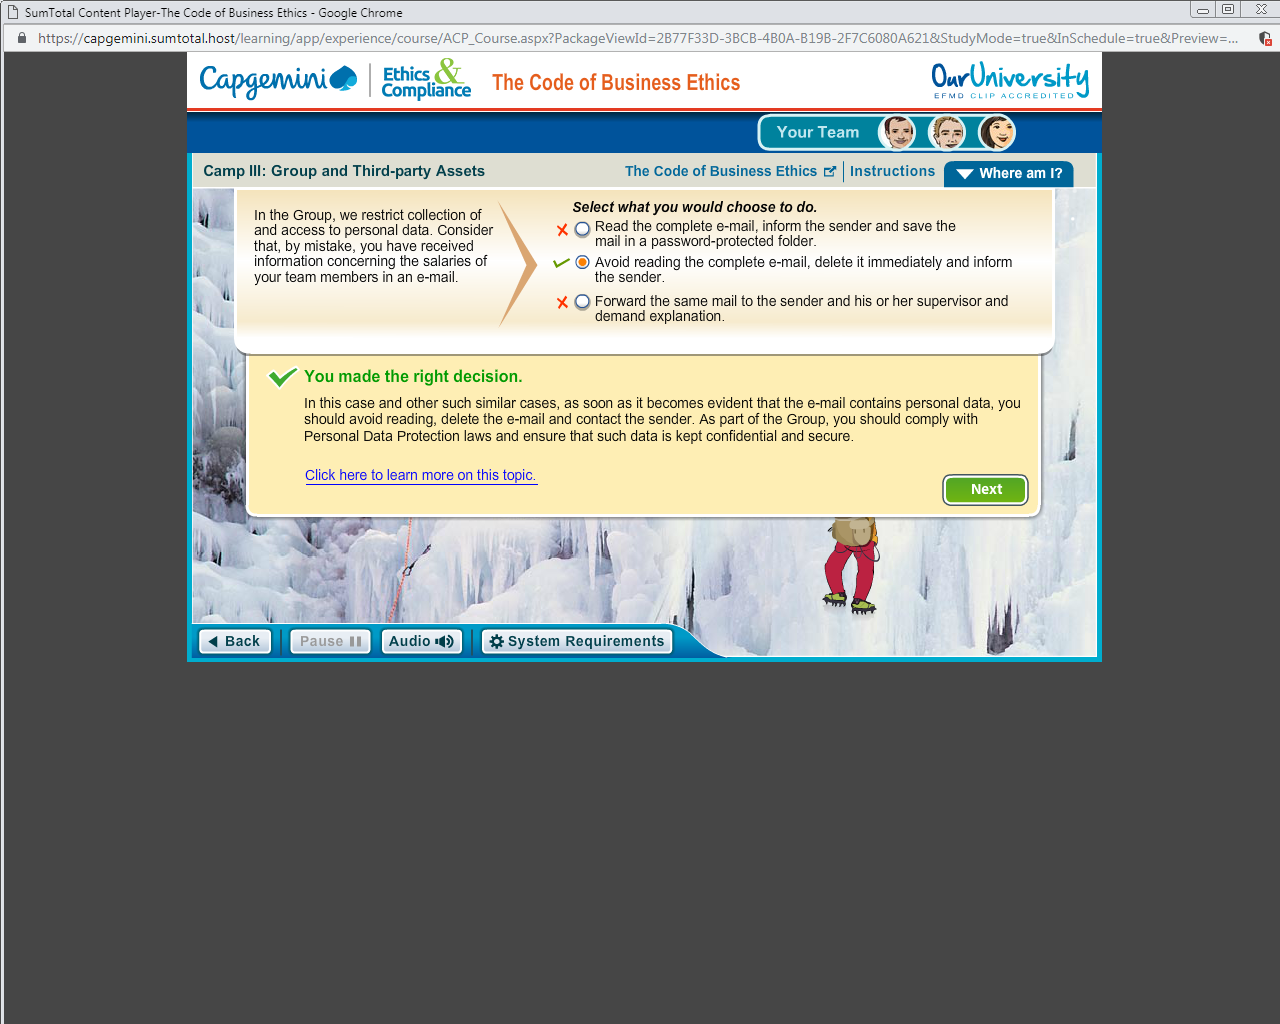 SumTotal Content Player-The Code of Business Ethics - Google Chrome
https://capgemini.sumtotal.host/learning/app/experience/course/ACP_Course.aspx?PackageViewId=2B77F33D-3BCB-4B0A-B19B-2F7C6080A621&StudyMode=true&InSchedule=true&Preview=...
Capgemini
Ethics &
Compliance
The Code of Business Ethics
OurUniversity
EFMD CLIP ACCREDITED
Your Team
Camp III: Group and Third-party Assets
The Code of Business Ethics
Instructions
Where am I?
In the Group, we restrict collection of
and access to personal data. Consider
that, by mistake, you have received
information concerning the salaries of
your team members in an e-mail.
Select what you would choose to do.
Read the complete e-mail, inform the sender and save the
mail in a password-protected folder.
Avoid reading the complete e-mail, delete it immediately and inform
the sender.
Forward the same mail to the sender and his or her supervisor and
demand explanation.
You made the right decision.
In this case and other such similar cases, as soon as it becomes evident that the e-mail contains personal data, you
should avoid reading, delete the e-mail and contact the sender. As part of the Group, you should comply with
Personal Data Protection laws and ensure that such data is kept confidential and secure.
Click here to learn more on this topic.
Next
Back
Pause
Audio
System Requirements